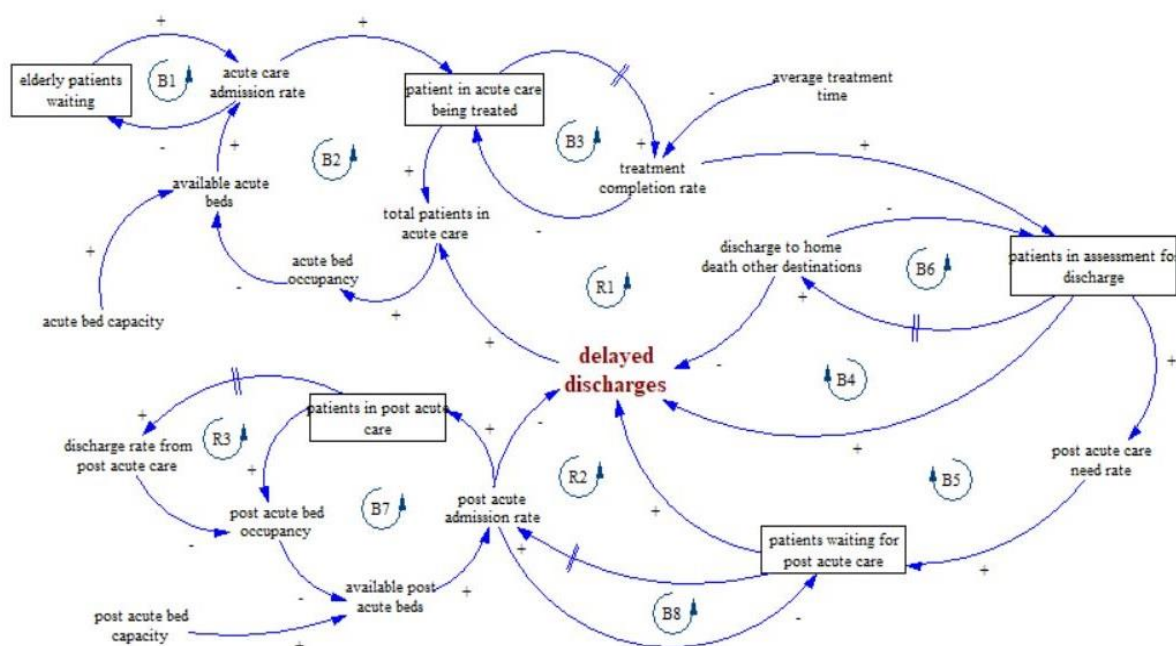 elderly patients
waiting
B1
acute care
admission rate
patient in acute care
being treated
B3
average treatment
time
treatment
completion rate
B2
available acute
beds
total patients in
acute care
acute bed
occupancy
acute bed capacity
R1
discharge to home
death other destinations
B6
patients in assessment for
discharge
delayed
discharges
B4
patients in post acute
care
R3
discharge rate from
post acute care
post acute bed
occupancy
B7
post acute
admission rate
R2
B5
post acute care
need rate
patients waiting for
post acute care
available post
acute beds
post acute bed
capacity
B8